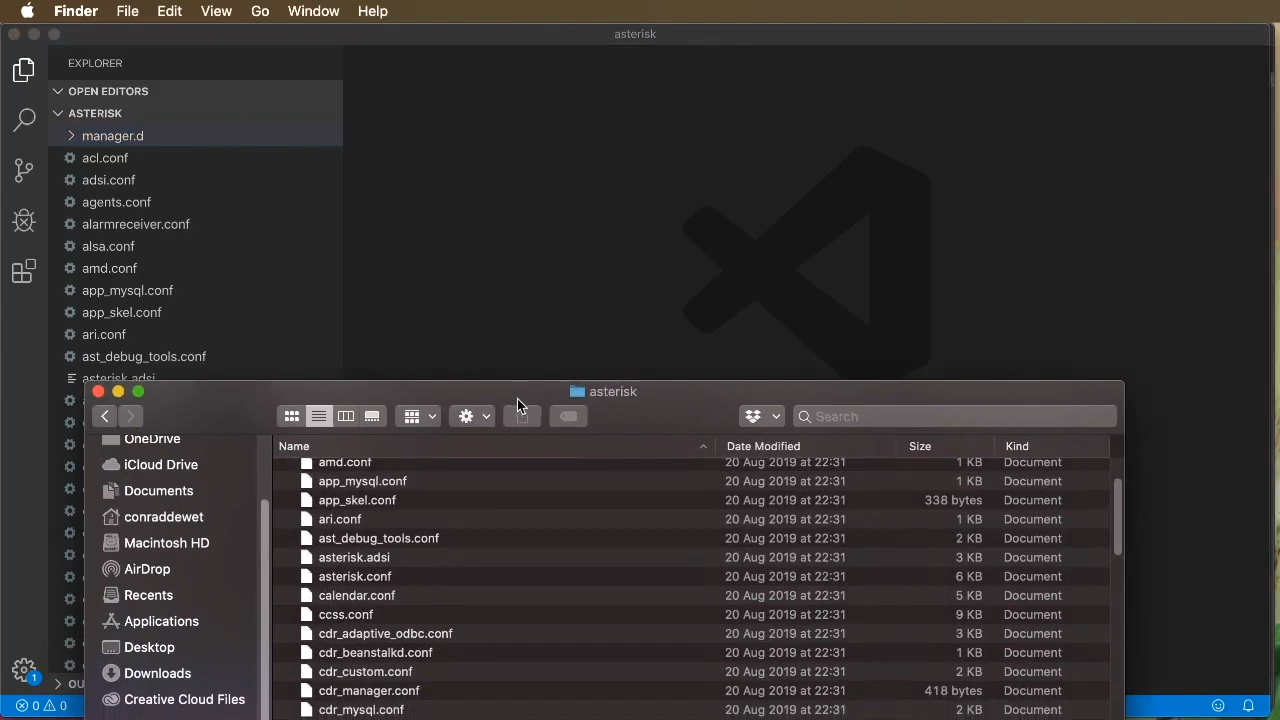 Finder File Edit View Go Window Help
asterisk
EXPLORER
OPEN EDITORS
ASTERISK
manager.d
acl.conf
adsi.conf
agents.conf
alarmreceiver.conf
alsa.conf
amd.conf
app_mysql.conf
app_skel.conf
ari.conf
ast_debug_tools.conf
asterisk.adsi
asterisk
Search
Name Date Modified Size Kind
OneDrive
iCloud Drive
Documents
conraddewet
Macintosh HD
AirDrop
Recents
Applications
Desktop
Downloads
Creative Cloud Files
amd.conf 20 Aug 2019 at 22:31 1 KB Document
app_mysql.conf 20 Aug 2019 at 22:31 1 KB Document
app_skel.conf 20 Aug 2019 at 22:31 338 bytes Document
ari.conf 20 Aug 2019 at 22:31 1 KB Document
ast_debug_tools.conf 20 Aug 2019 at 22:31 2 KB Document
asterisk.adsi 20 Aug 2019 at 22:31 3 KB Document
asterisk.conf 20 Aug 2019 at 22:31 6 KB Document
calendar.conf 20 Aug 2019 at 22:31 5 KB Document
ccss.conf 20 Aug 2019 at 22:31 9 KB Document
cdr_adaptive_odbc.conf 20 Aug 2019 at 22:31 3 KB Document
cdr_beanstalkd.conf 20 Aug 2019 at 22:31 1 KB Document
cdr_custom.conf 20 Aug 2019 at 22:31 2 KB Document
cdr_manager.conf 20 Aug 2019 at 22:31 418 bytes Document
cdr_mysql.conf 20 Aug 2019 at 22:31 2 KB Document
1
OU
0 0